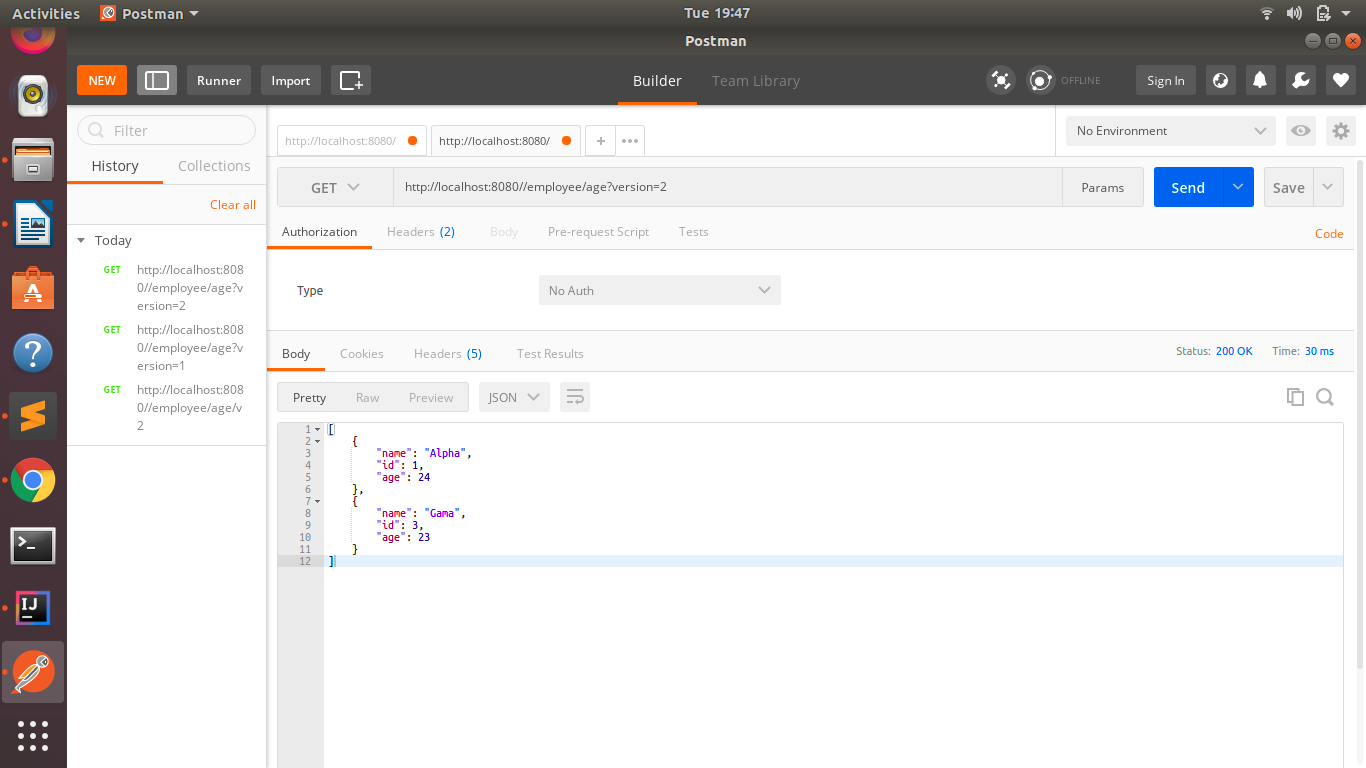 Activities Postman Tue 19:47
Postman
NEW Runner Import Builder Team Library OFFLINE Sign In
Filter
http://localhost:8080/ http://localhost:8080/ + ••• No Environment
History Collections
GET http://localhost:8080//employee/age?version=2 Params Send Save
Clear all
Authorization Headers (2) Body Pre-request Script Tests Code
Today
GET http://localhost:808
0//employee/age?v
ersion=2
GET http://localhost:808
0//employee/age?v
ersion=1
GET http://localhost:808
0//employee/age/v
2
Type No Auth
Body Cookies Headers (5) Test Results Status: 200 OK Time: 30 ms
Pretty Raw Preview JSON
1 [
2 {
3 "name": "Alpha",
4 "id": 1,
5 "age": 24
6 },
7 {
8 "name": "Gama",
9 "id": 3,
10 "age": 23
11 }
12 ]
IJ